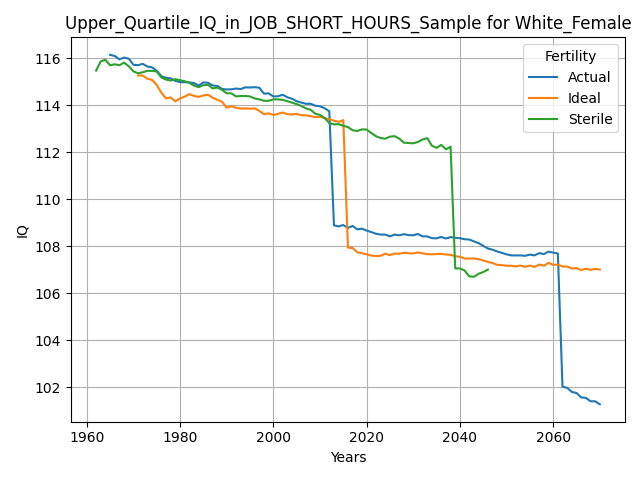 Upper_Quartile_IQ_in_JOB_SHORT_HOURS_Sample for White_Female
Fertility
Actual
Ideal
Sterile
116
114
112
110
108
106
104
102
IQ
1960
1980
2000
2020
2040
2060
Years